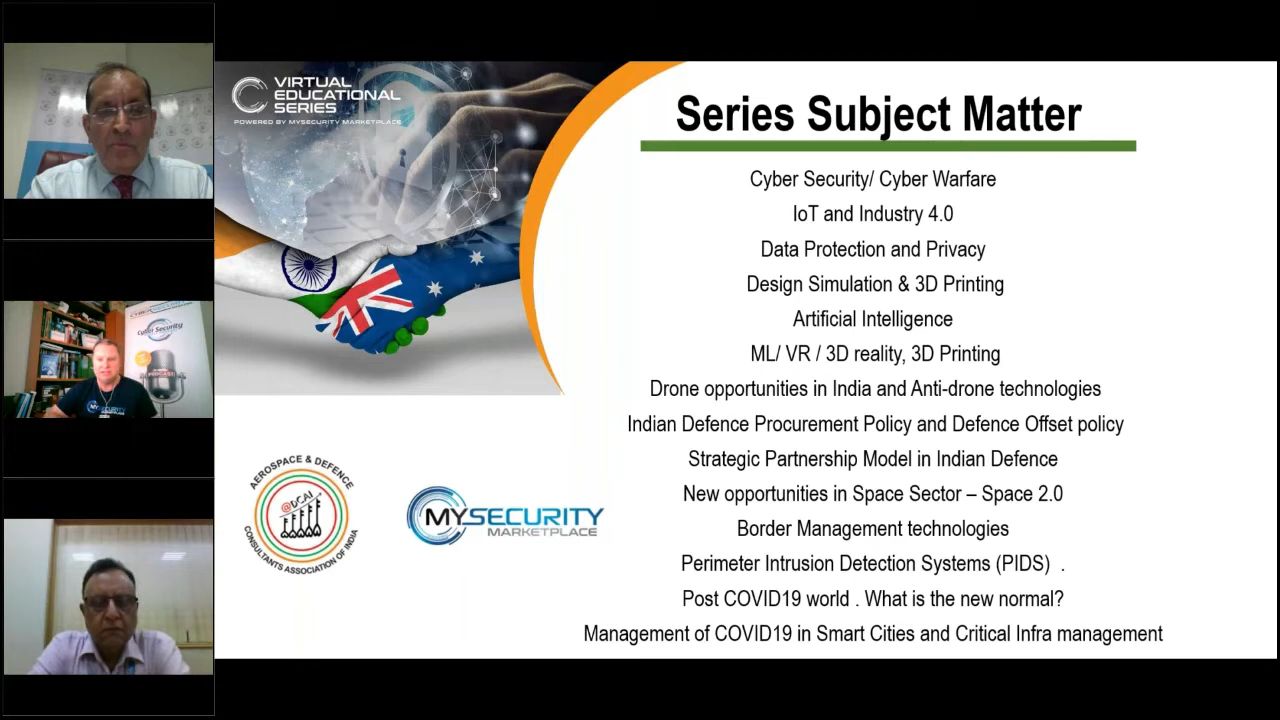 VIRTUAL
EDUCATIONAL
SERIES
POWERED BY MYSECURITY MARKETPLACE
Series Subject Matter
Cyber Security/ Cyber Warfare
IoT and Industry 4.0
Data Protection and Privacy
Design Simulation & 3D Printing
Artificial Intelligence
ML/ VR / 3D reality, 3D Printing
Drone opportunities in India and Anti-drone technologies
Indian Defence Procurement Policy and Defence Offset policy
Strategic Partnership Model in Indian Defence
New opportunities in Space Sector – Space 2.0
Border Management technologies
Perimeter Intrusion Detection Systems (PIDS) .
Post COVID19 world . What is the new normal?
Management of COVID19 in Smart Cities and Critical Infra management
AEROSPACE & DEFENCE
@DCAI
CONSULTANTS ASSOCIATION OF INDIA
MYSECURITY
MARKETPLACE
Cyber Security
PODCAST
MYSECURITY